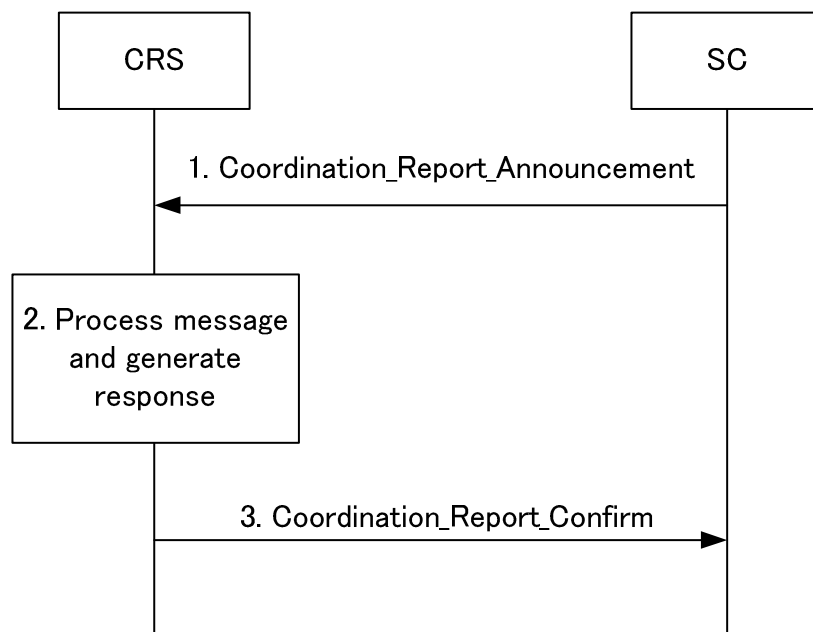 CRS
SC
1. Coordination_Report_Announcement
2. Process message
and generate
response
3. Coordination_Report_Confirm